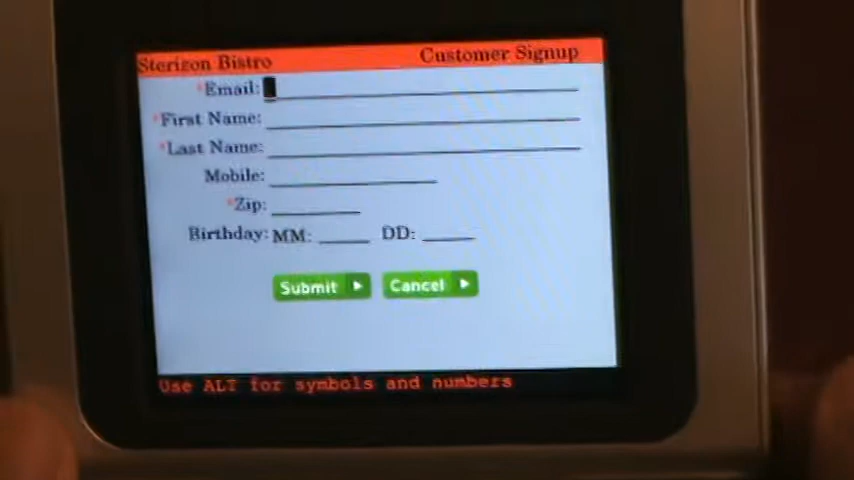 Sterizon Bistro Customer Signup
*Email:
*First Name:
*Last Name:
Mobile:
*Zip:
Birthday: MM: DD:
Submit Cancel
Use ALT for symbols and numbers